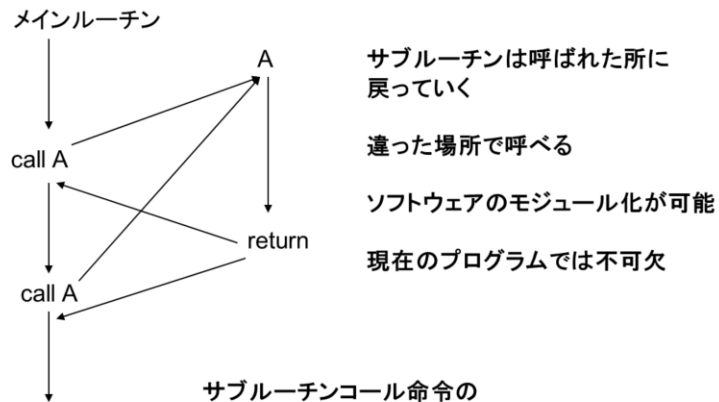 メインルーチン
A
call A
return
call A
サブルーチンは呼ばれた所に
戻っていく
違った場所で呼べる
ソフトウェアのモジュール化が可能
現在のプログラムでは不可欠
サブルーチンコール命令の